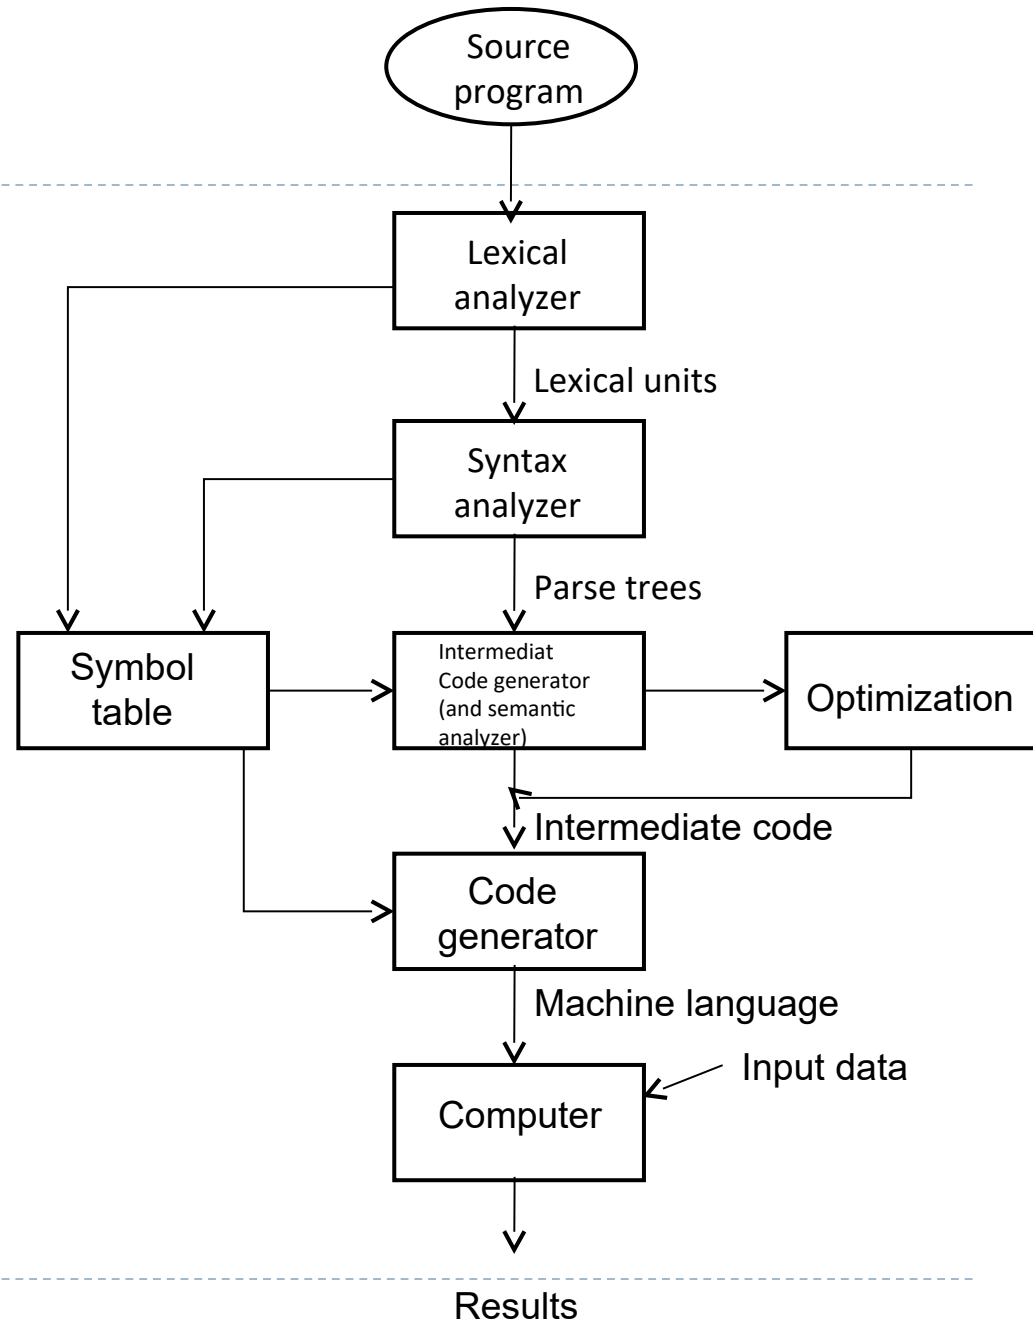 Source
program
Lexical
analyzer
Lexical units
Syntax
analyzer
Parse trees
Symbol
table
Intermediat
Code generator
(and semantic
analyzer)
Optimization
Intermediate code
Code
generator
Machine language
Input data
Computer
Results